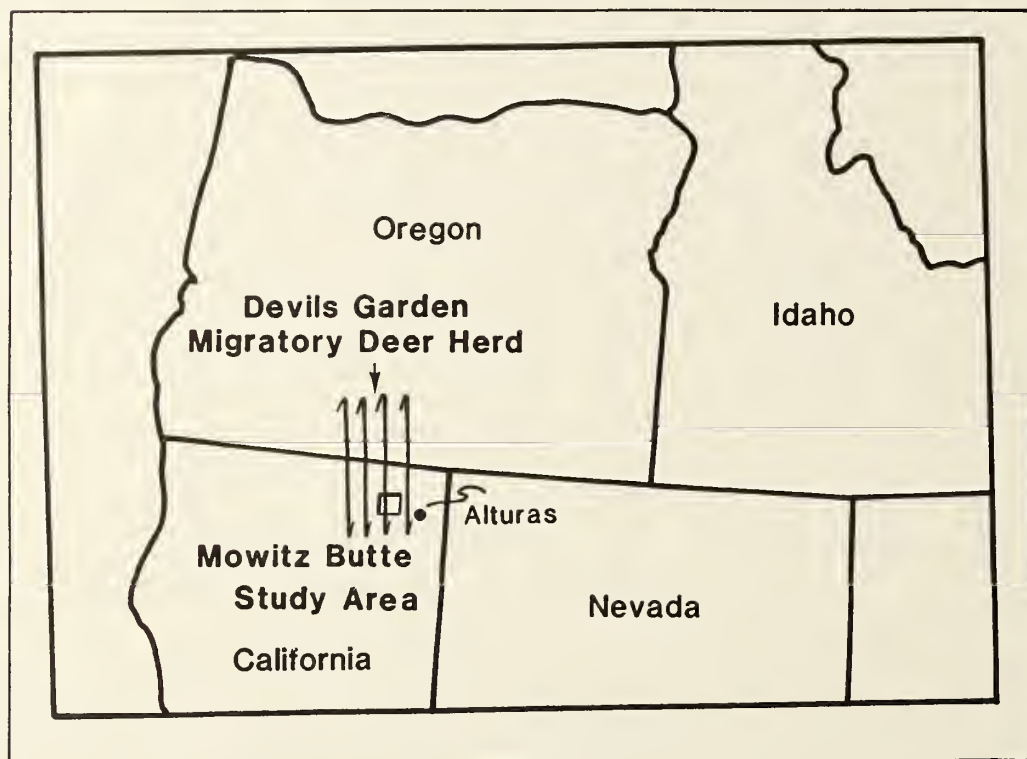 Oregon
Devils Garden
Migratory Deer Herd
Idaho
Alturas
Mowitz Butte
Study Area
Nevada
California